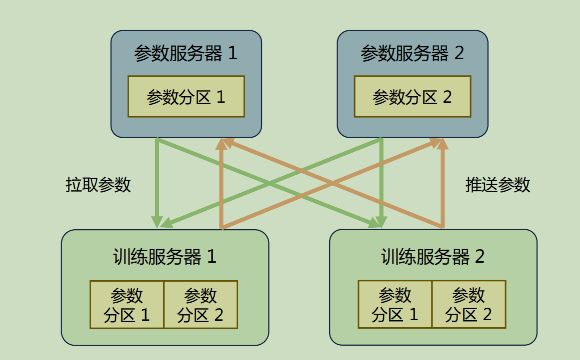 参数服务器 1
参数服务器 2
参数分区 1
参数分区 2
拉取参数
推送参数
训练服务器 1
训练服务器 2
参数
分区 1
参数
分区 2
参数
分区 1
参数
分区 2